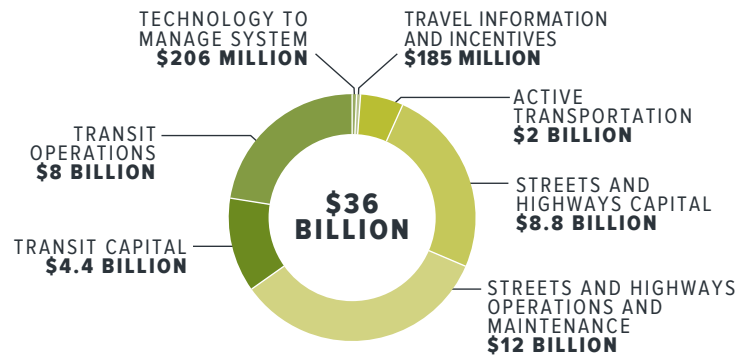 TECHNOLOGY TO
MANAGE SYSTEM
$206 MILLION
TRAVEL INFORMATION
AND INCENTIVES
$185 MILLION
ACTIVE
TRANSPORTATION
$2 BILLION
STREETS AND
HIGHWAYS CAPITAL
$8.8 BILLION
STREETS AND HIGHWAYS
OPERATIONS AND
MAINTENANCE
$12 BILLION
TRANSIT CAPITAL
$4.4 BILLION
TRANSIT
OPERATIONS
$8 BILLION
$36
BILLION